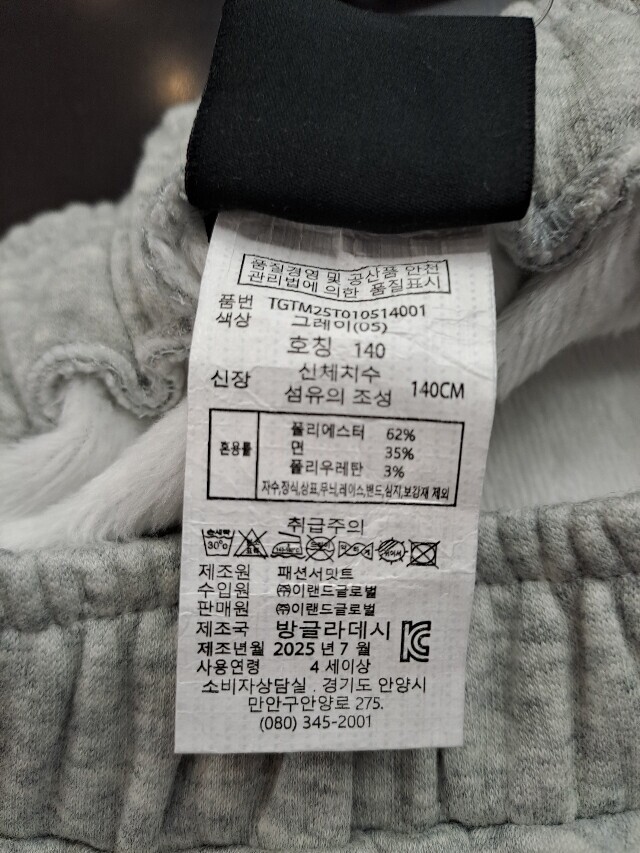 품질경영 및 공산품 안전
관리법에 의한 품질표시
품번 TGTM25T010514001
색상 그레이(05)
호칭 140
신체치수
신장 140CM
섬유의 조성
혼용률
폴리에스터 62%
면 35%
폴리우레탄 3%
자수,장식,상표,무늬,레이스,밴드,심지,보강재 제외
취급주의
30°
제조원 패션서밋트
수입원 ㈜이랜드글로벌
판매원 ㈜이랜드글로벌
제조국 방글라데시
제조년월 2025 년 7 월
사용연령 4 세이상
소비자상담실 . 경기도 안양시
만안구안양로 275.
(080) 345-2001